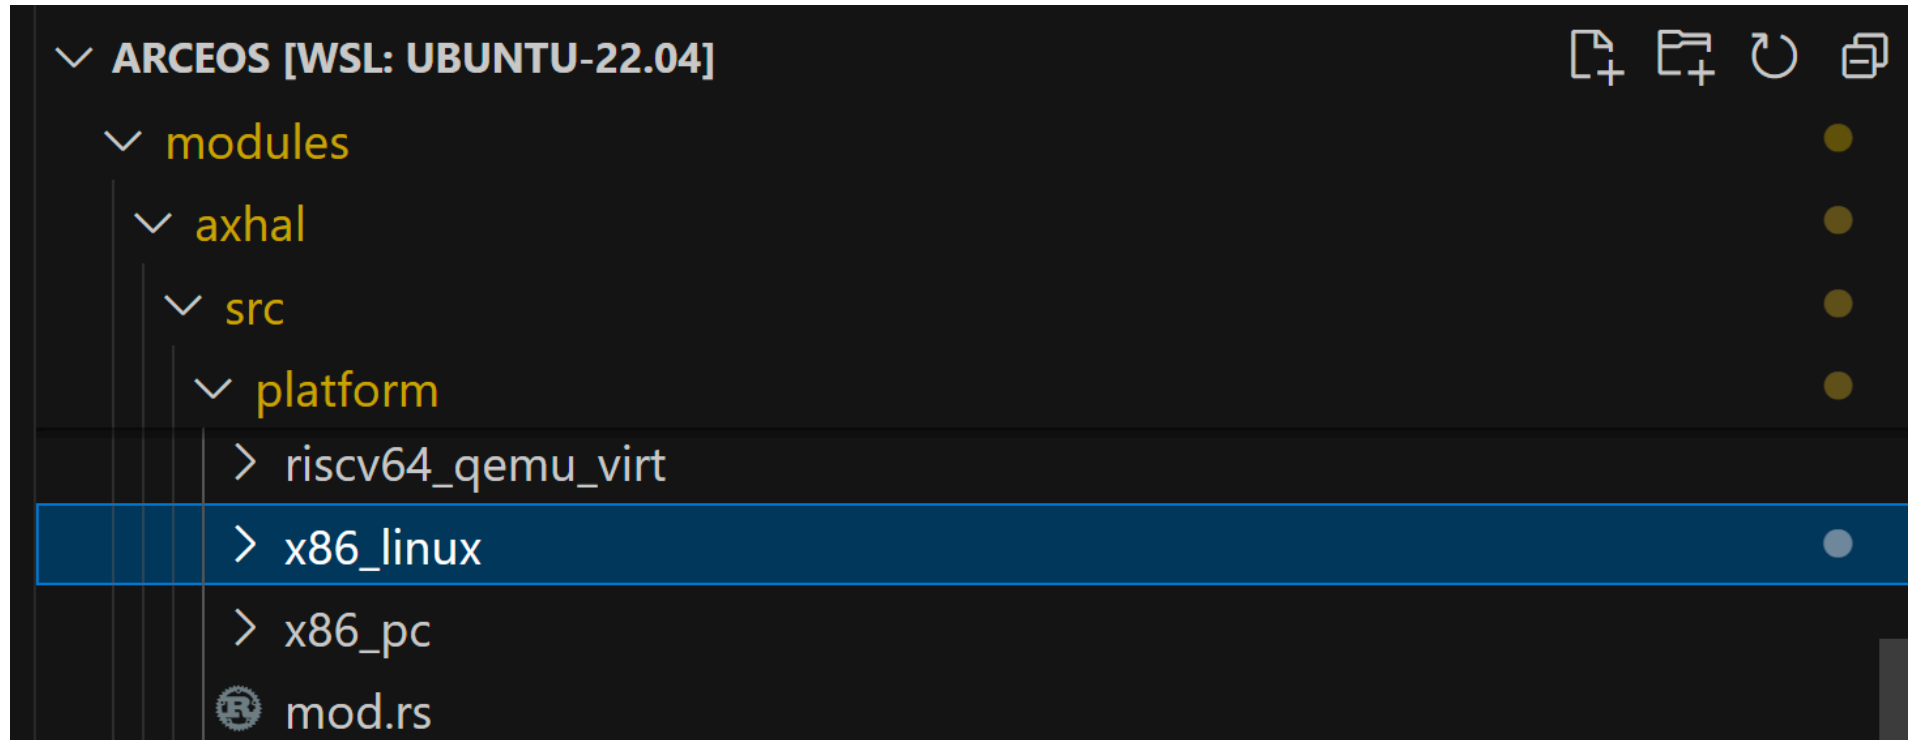 ARCEOS [WSL: UBUNTU-22.04]
modules
axhal
src
platform
riscv64_qemu_virt
x86_linux
x86_pc
mod.rs